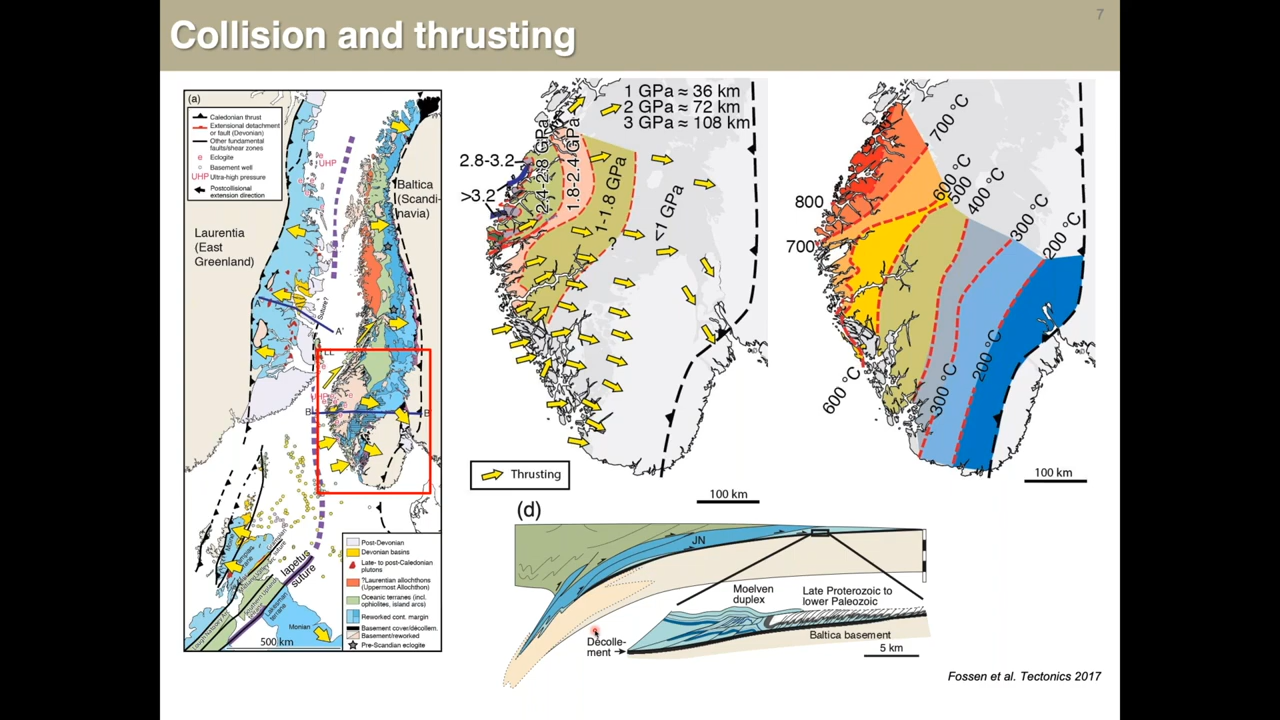 Collision and thrusting
7
(a)
Caledonian thrust
Extensional detachment
or fault (Devonian)
Other fundamental
faults/shear zones
e Eclogite
Basement well
UHP Ultra-high pressure
Postcollisional
extension direction
e
UHP
Baltica
(Scandi-
navia)
Laurentia
(East
Greenland)
A
Suture?
A'
LL
UHP
B
B
Iapetus
suture
Monian
500 km
Post-Devonian
Devonian basins
Late- to post-Caledonian
plutons
?Laurentian allochthons
(Uppermost Allochthon)
Oceanic terranes (incl.
ophiolites, island arcs)
Reworked cont. margin
Basement cover/décollem.
Basement/reworked
Pre-Scandian eclogite
1 GPa ≈ 36 km
2 GPa ≈ 72 km
3 GPa ≈ 108 km
2.8-3.2
>3.2
2.4-2.8 GPa
1.8-2.4 GPa
1-1.8 GPa
<1 GPa
?
Thrusting
100 km
700 °C
600 °C
500
400 °C
300 °C
200 °C
800
700
600 °C
300 °C
200 °C
100 km
(d)
JN
Moelven
duplex
Late Proterozoic to
lower Paleozoic
Décolle-
ment
Baltica basement
5 km
Fossen et al. Tectonics 2017